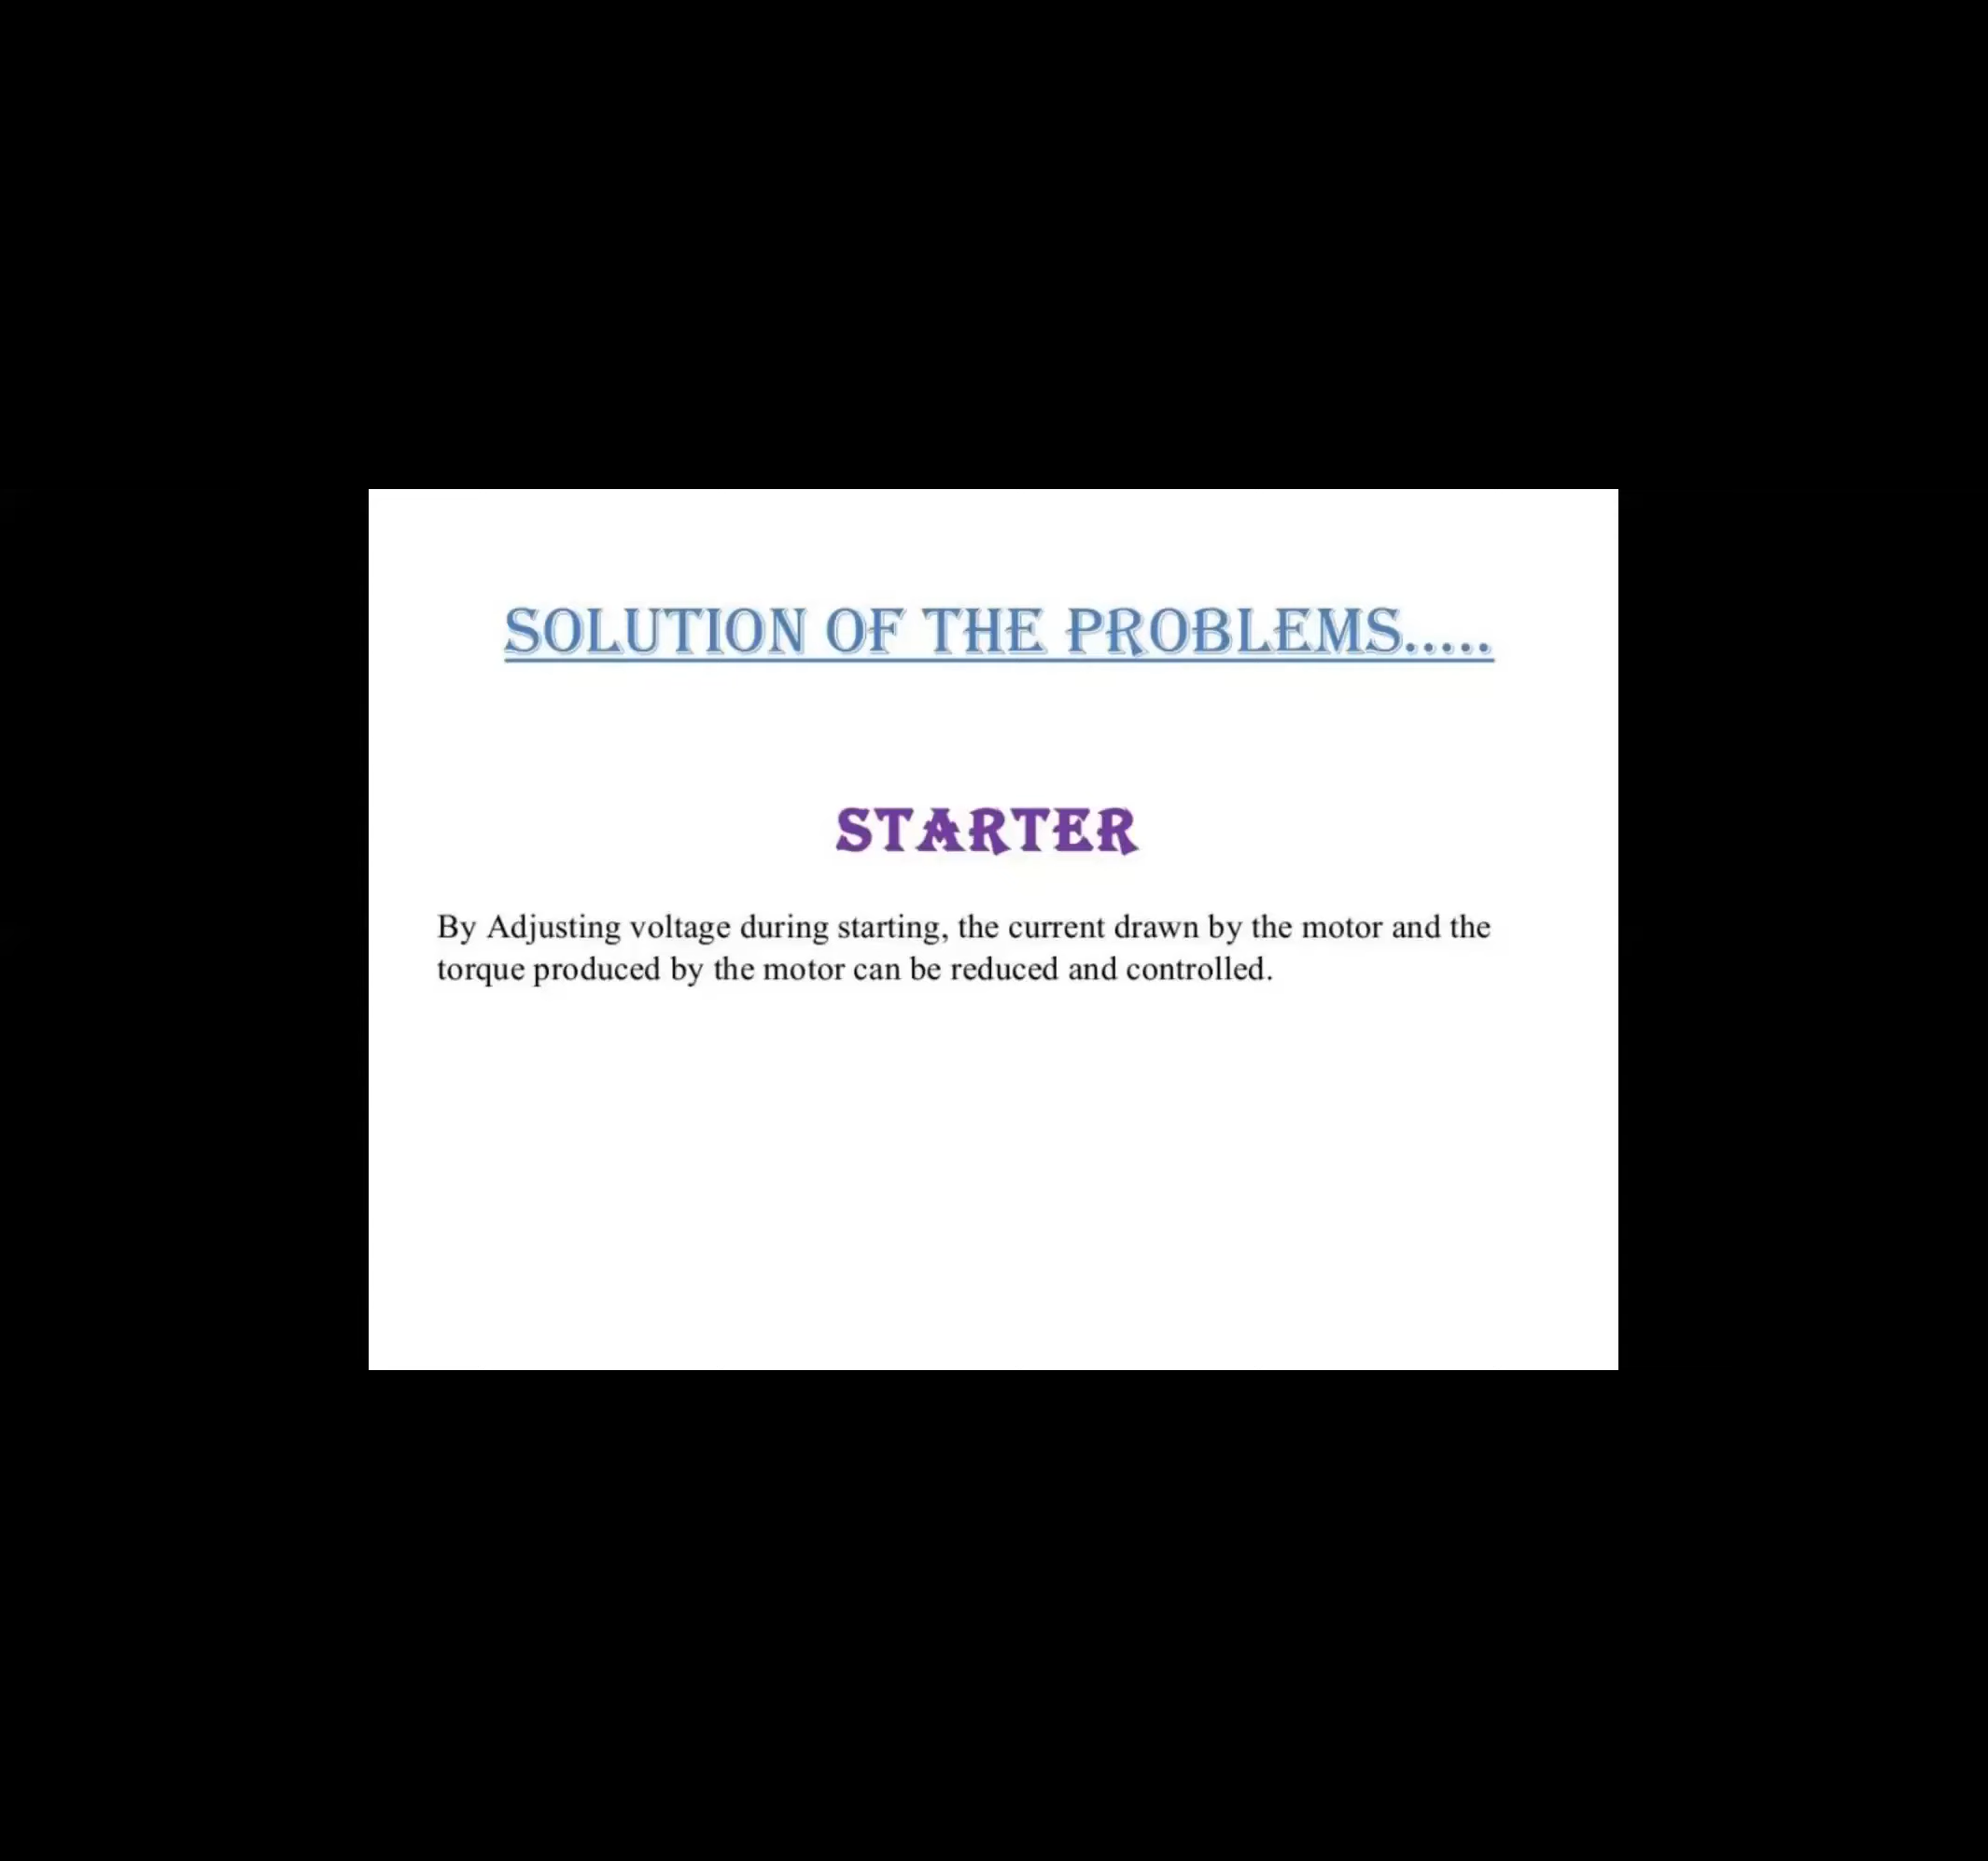 SOLUTION OF THE PROBLEMS.....
STARTER
By Adjusting voltage during starting, the current drawn by the motor and the
torque produced by the motor can be reduced and controlled.